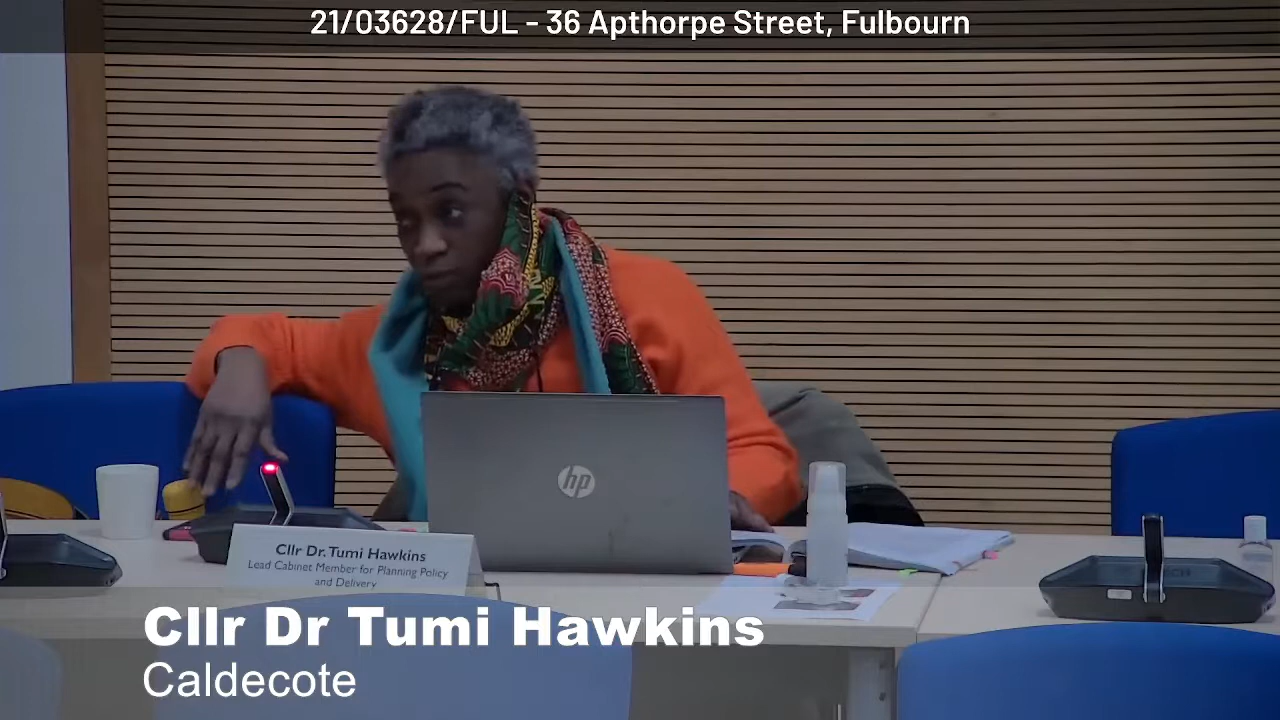 21/03628/FUL - 36 Apthorpe Street, Fulbourn
hp
Cllr Dr. Tumi Hawkins
Lead Cabinet Member for Planning Policy
and Delivery
Cllr Dr Tumi Hawkins
Caldecote